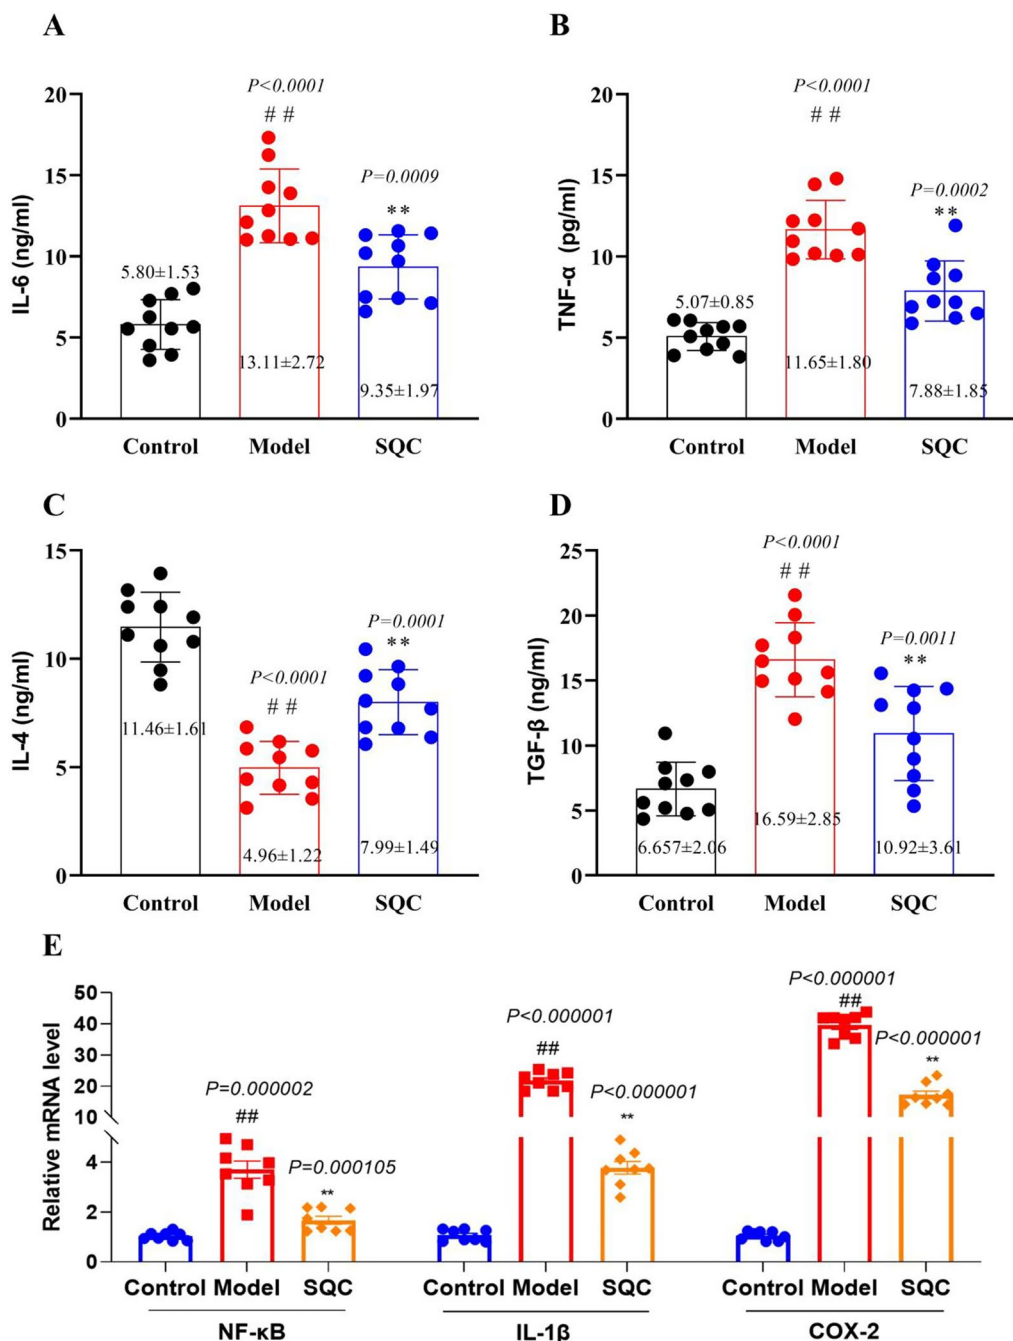 A
IL-6 (ng/ml)
20
15
10
5
0
5.80±1.53
P<0.0001
# #
13.11±2.72
P=0.0009
**
9.35±1.97
Control Model SQC
B
TNF-α (pg/ml)
20
15
10
5
0
5.07±0.85
P<0.0001
# #
11.65±1.80
P=0.0002
**
7.88±1.85
Control Model SQC
C
IL-4 (ng/ml)
15
10
5
0
11.46±1.61
P<0.0001
# #
4.96±1.22
P=0.0001
**
7.99±1.49
Control Model SQC
D
TGF-β (ng/ml)
25
20
15
10
5
0
6.657±2.06
P<0.0001
# #
16.59±2.85
P=0.0011
**
10.92±3.61
Control Model SQC
E
Relative mRNA level
50
40
30
20
10
4
2
0
P=0.000002
##
P=0.000105
**
P<0.000001
##
P<0.000001
**
P<0.000001
##
P<0.000001
**
Control Model SQC Control Model SQC Control Model SQC
NF-κB IL-1β COX-2